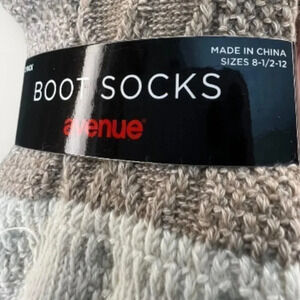 MADE IN CHINA
SIZES 8-1/2-12
BOOT SOCKS
avenue